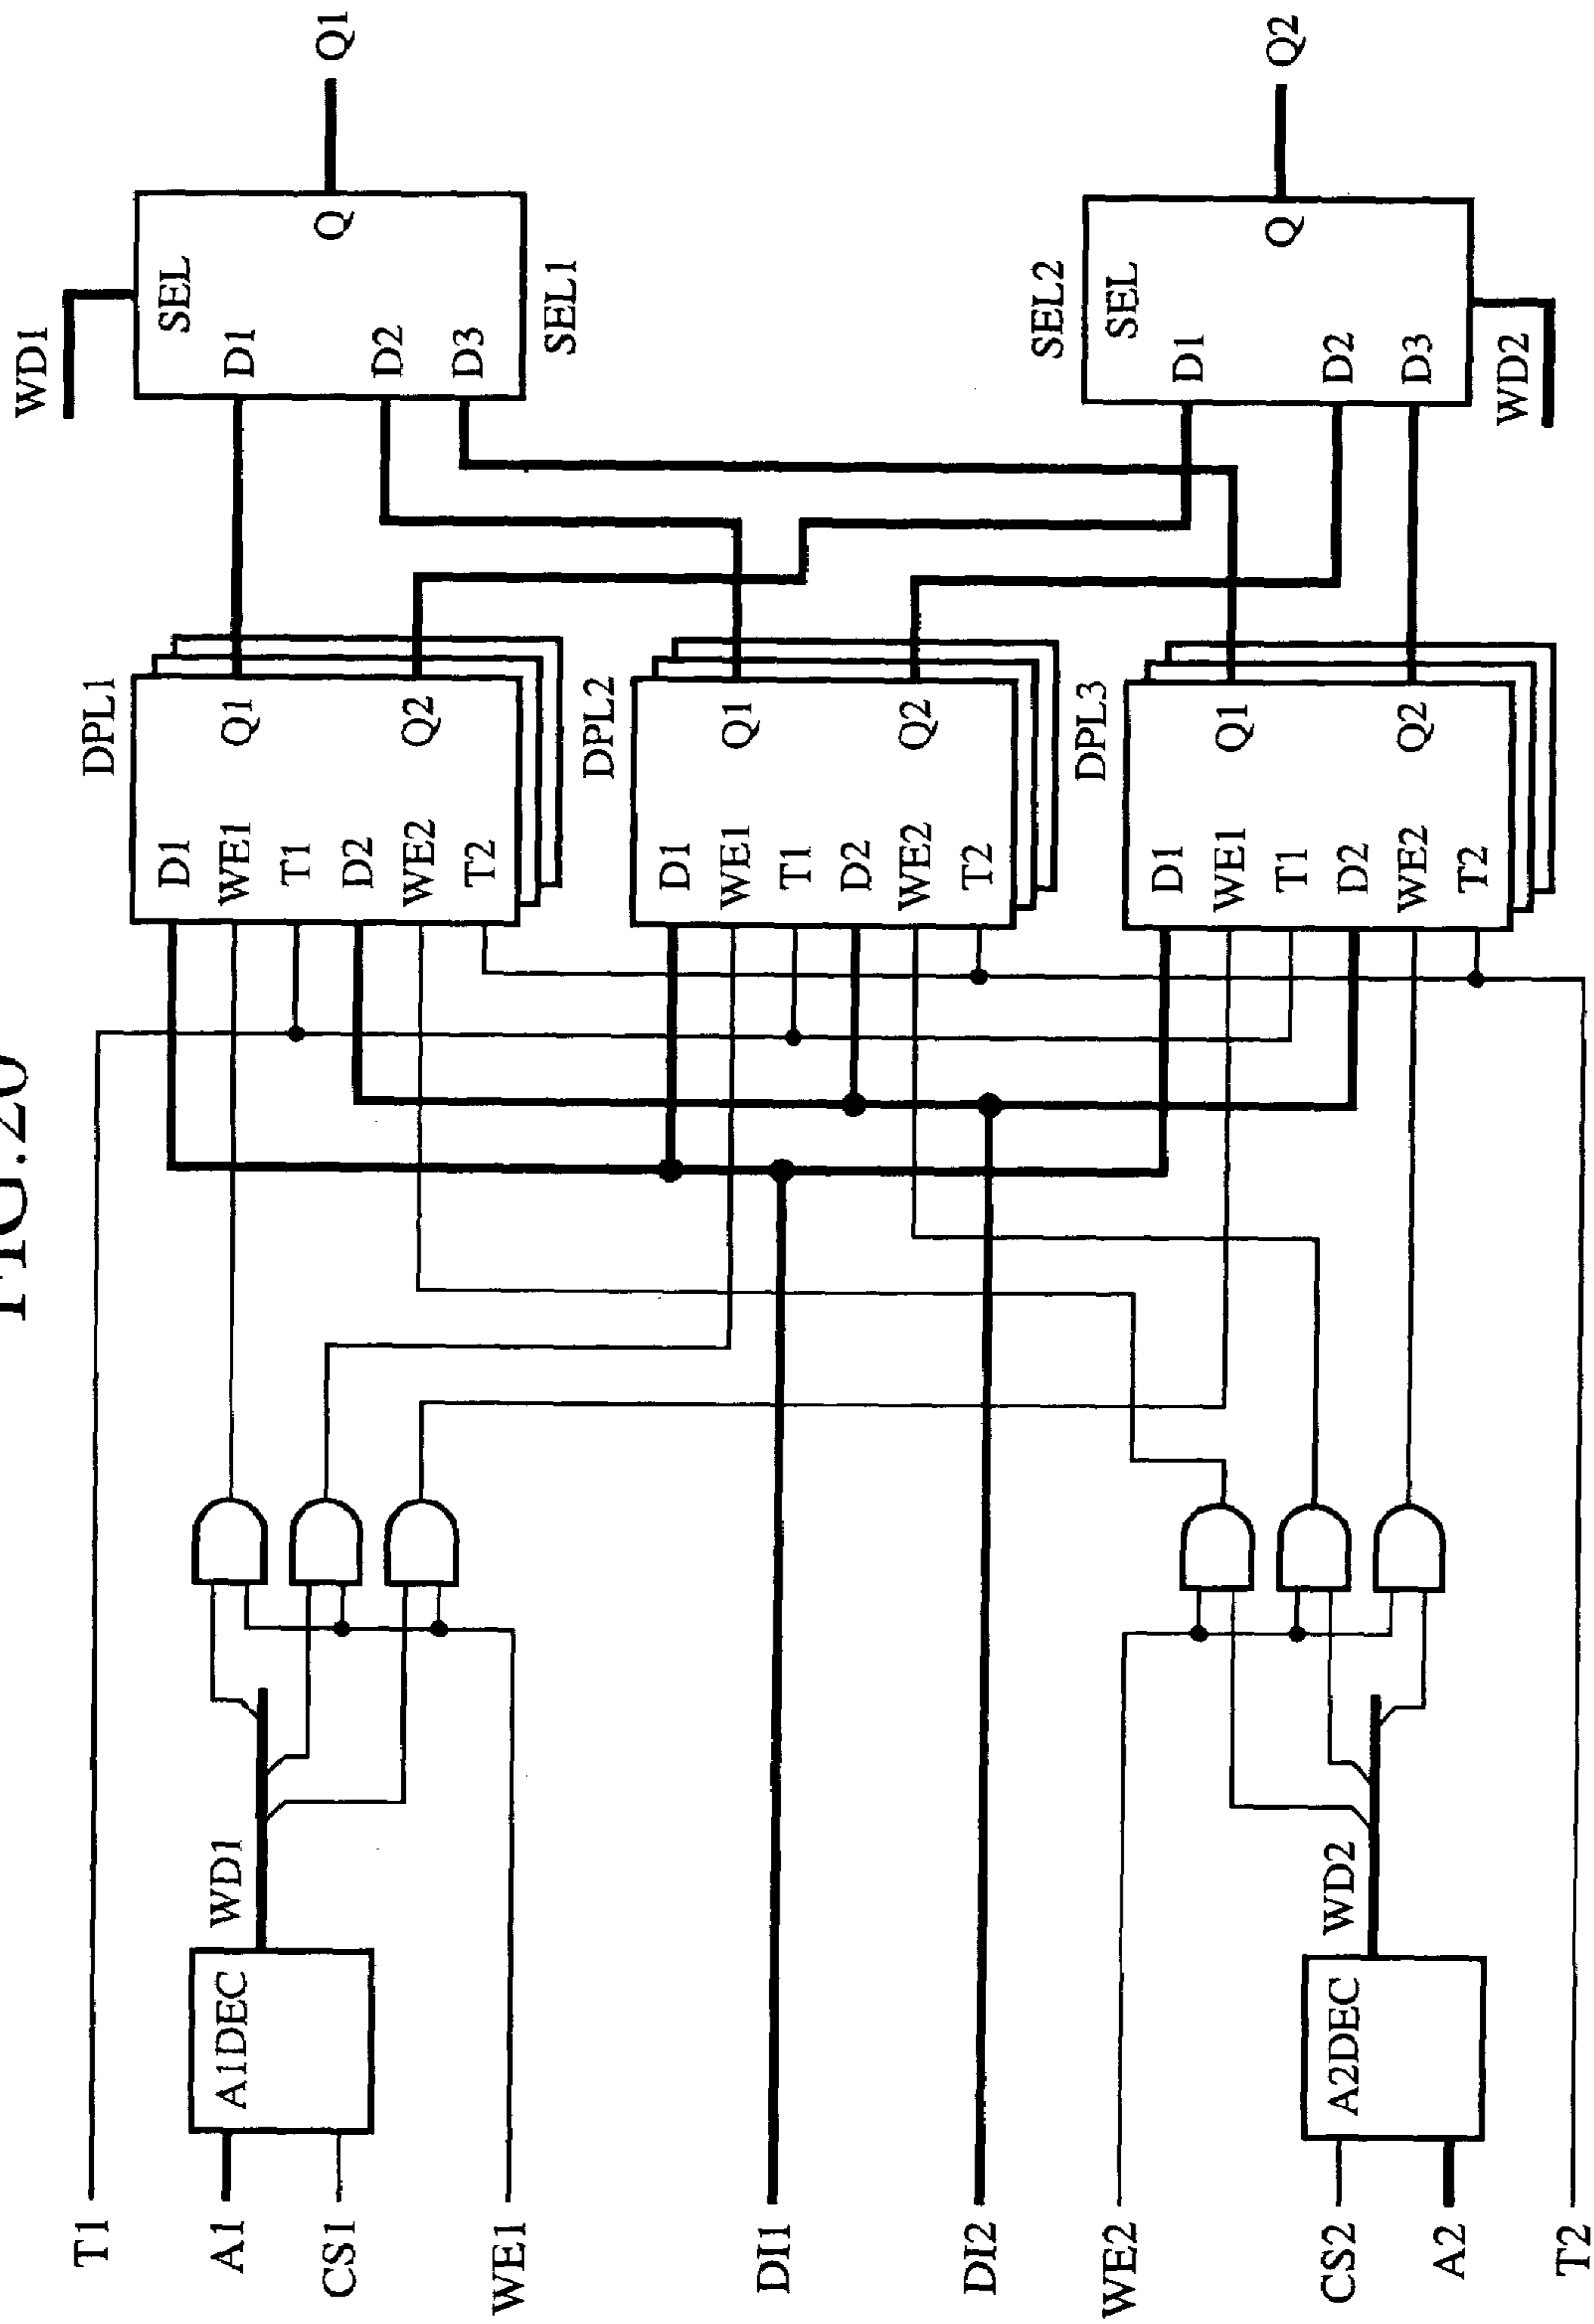 FIG.20
T1
A1
CS1
WE1
DI1
DI2
WE2
CS2
A2
T2
A1DEC
WD1
A2DEC
WD2
DPL1
D1
WE1
T1
D2
WE2
T2
Q1
Q2
DPL2
D1
WE1
T1
D2
WE2
T2
Q1
Q2
DPL3
D1
WE1
T1
D2
WE2
T2
Q1
Q2
WD1
SEL
D1
D2
D3
Q
SEL1
Q1
SEL2
SEL
D1
D2
D3
Q
WD2
Q2